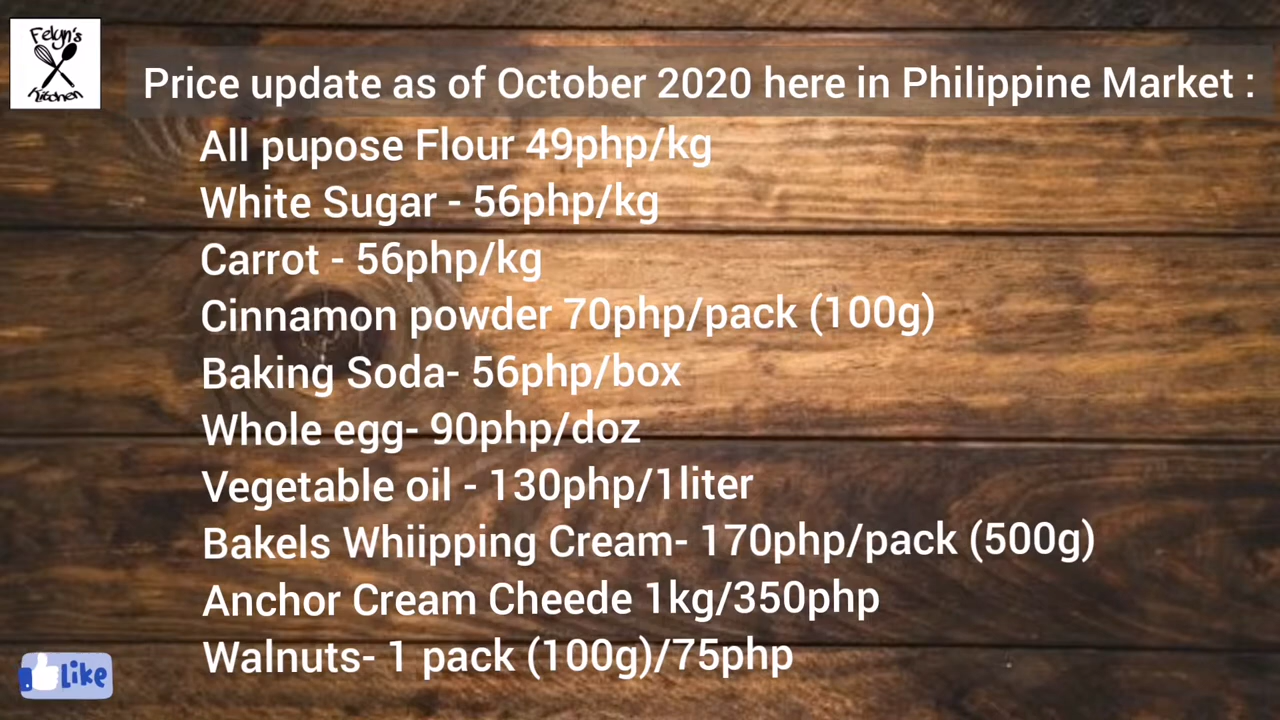 Felyn's
Kitchen
Price update as of October 2020 here in Philippine Market :
All pupose Flour 49php/kg
White Sugar - 56php/kg
Carrot - 56php/kg
Cinnamon powder 70php/pack (100g)
Baking Soda- 56php/box
Whole egg- 90php/doz
Vegetable oil - 130php/1liter
Bakels Whiipping Cream- 170php/pack (500g)
Anchor Cream Cheede 1kg/350php
Walnuts- 1 pack (100g)/75php
Like